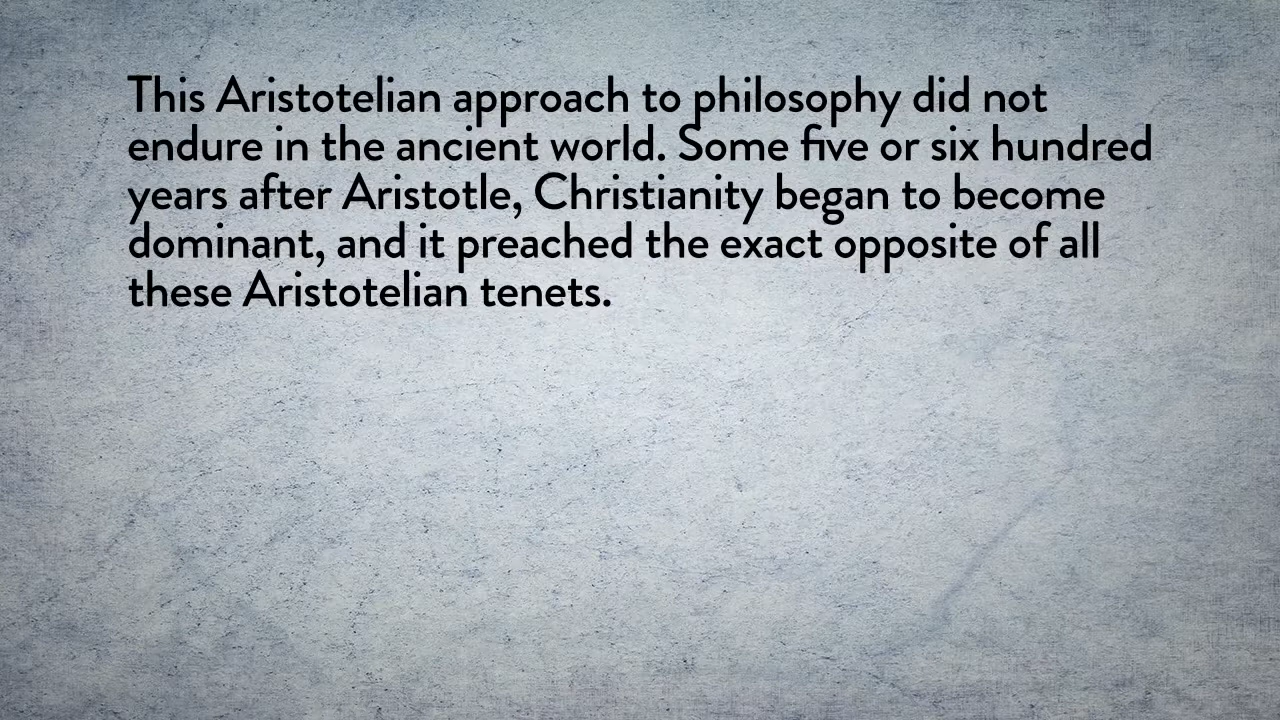 This Aristotelian approach to philosophy did not
endure in the ancient world. Some five or six hundred
years after Aristotle, Christianity began to become
dominant, and it preached the exact opposite of all
these Aristotelian tenets.